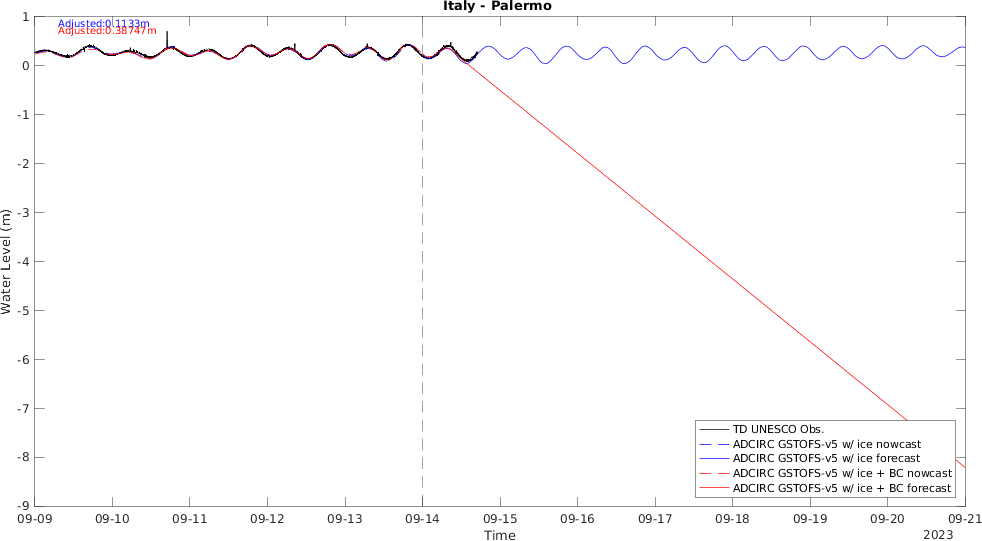 Italy - Palermo
Adjusted:0.1133m
Adjusted:0.38747m
Water Level (m)
1
0
-1
-2
-3
-4
-5
-6
-7
-8
-9
TD UNESCO Obs.
ADCIRC GSTOFS-v5 w/ ice nowcast
ADCIRC GSTOFS-v5 w/ ice forecast
ADCIRC GSTOFS-v5 w/ ice + BC nowcast
ADCIRC GSTOFS-v5 w/ ice + BC forecast
09-09 09-10 09-11 09-12 09-13 09-14 09-15 09-16 09-17 09-18 09-19 09-20 09-21
Time
2023